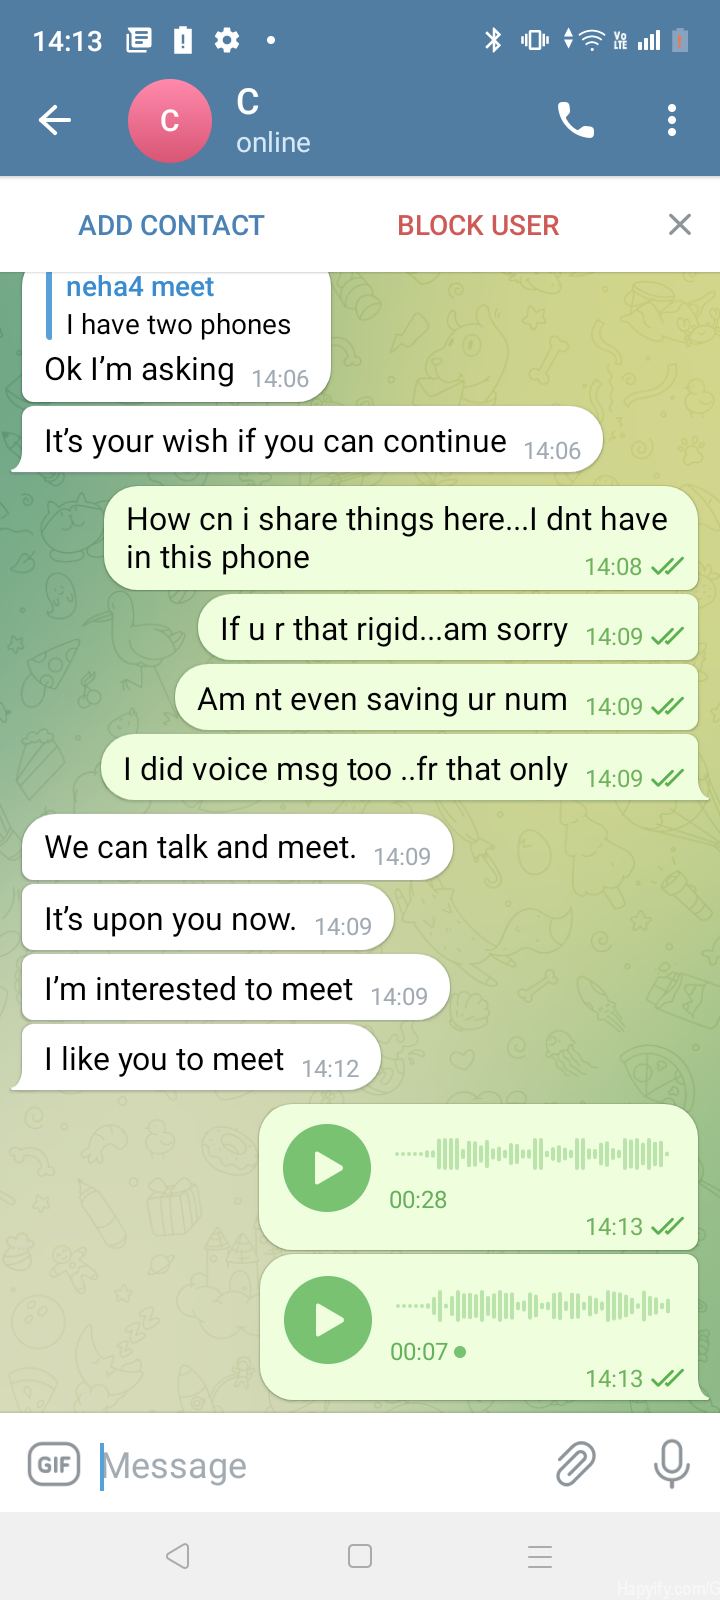 14:13
VO
LTE
C
C
online
ADD CONTACT
BLOCK USER
neha4 meet
I have two phones
Ok I’m asking 14:06
It’s your wish if you can continue 14:06
How cn i share things here...I dnt have
in this phone 14:08
If u r that rigid...am sorry 14:09
Am nt even saving ur num 14:09
I did voice msg too ..fr that only 14:09
We can talk and meet. 14:09
It’s upon you now. 14:09
I’m interested to meet 14:09
I like you to meet 14:12
00:28
14:13
00:07
14:13
GIF
Message
Hapyity.com/G